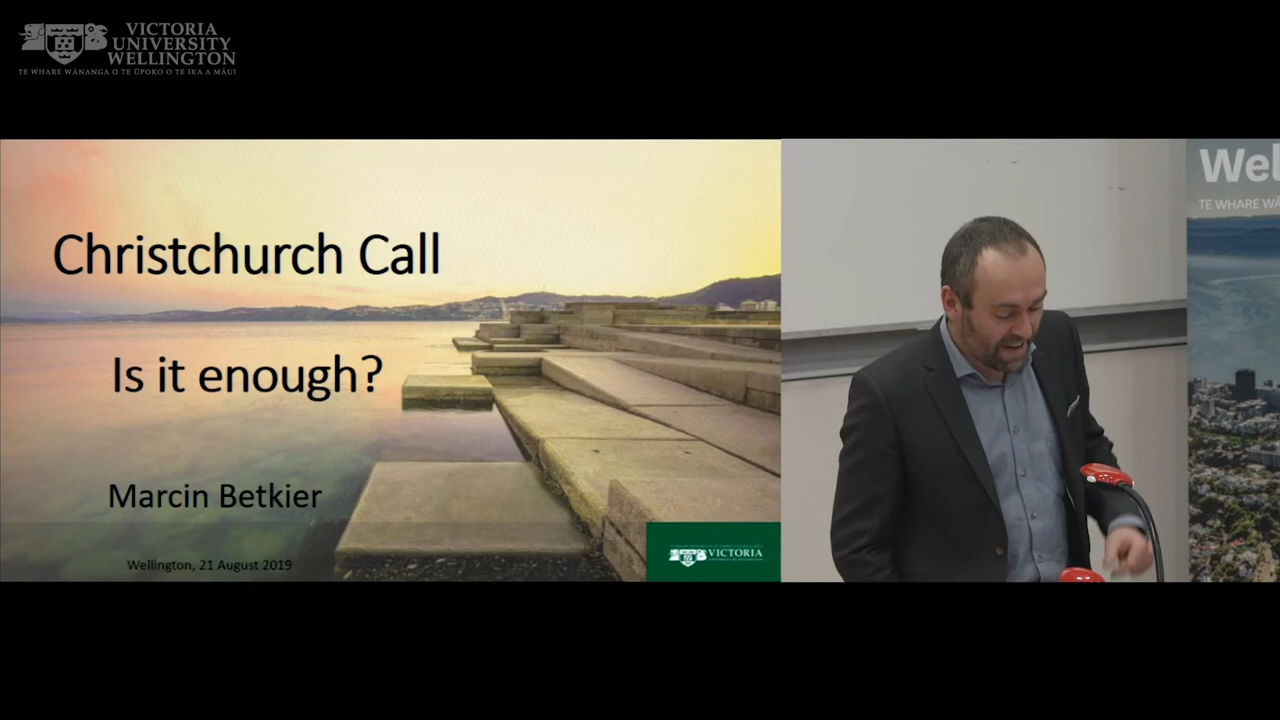 VICTORIA
UNIVERSITY
WELLINGTON
TE WHARE WĀNANGA O TE ŪPOKO O TE IKA A MĀUI
Christchurch Call
Is it enough?
Marcin Betkier
Wellington, 21 August 2019
VICTORIA
Wel
TE WHARE WĀ